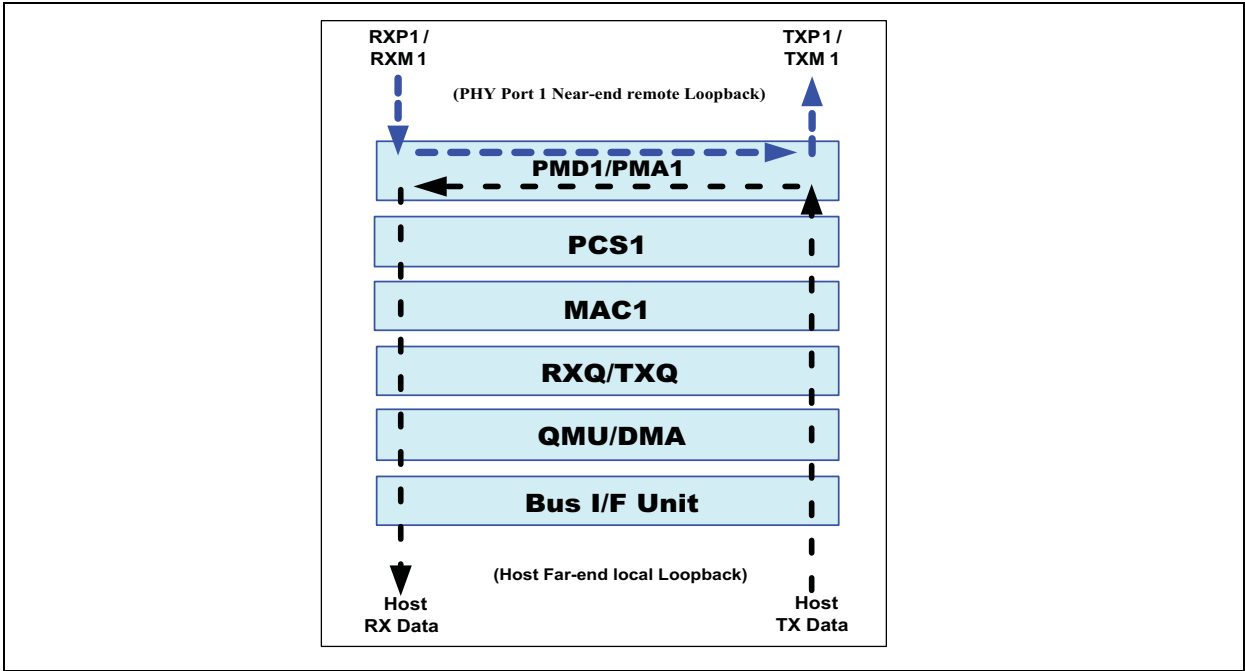 RXP1 /
RXM 1
TXP1 /
TXM 1
(PHY Port 1 Near-end remote Loopback)
PMD1/PMA1
PCS1
MAC1
RXQ/TXQ
QMU/DMA
Bus I/F Unit
(Host Far-end local Loopback)
Host
RX Data
Host
TX Data